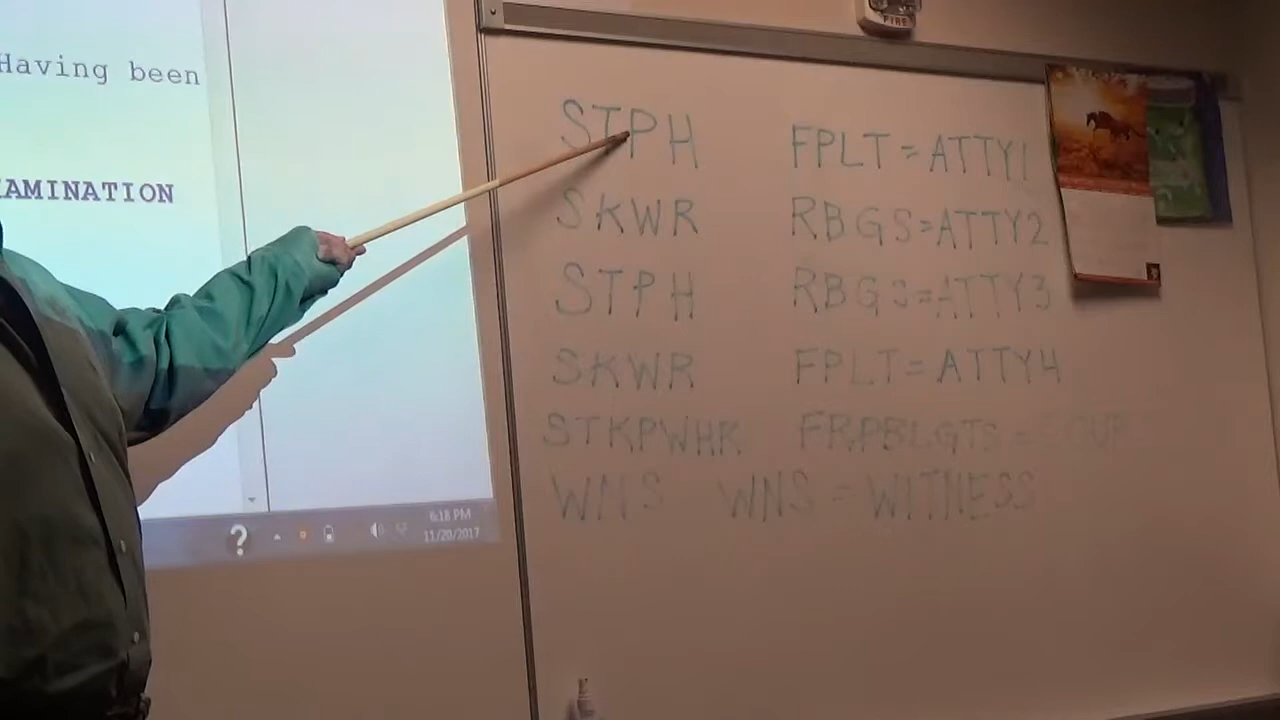 Having been
AMINATION
FIRE
STPH FPLT = ATTY1
SKWR RBGS = ATTY2
STPH RBGS = ATTY3
SKWR FPLT = ATTY4
STKPWHR FRPBLGTS =
WNS WNS = WITNESS
?
6:18 PM
11/20/2017